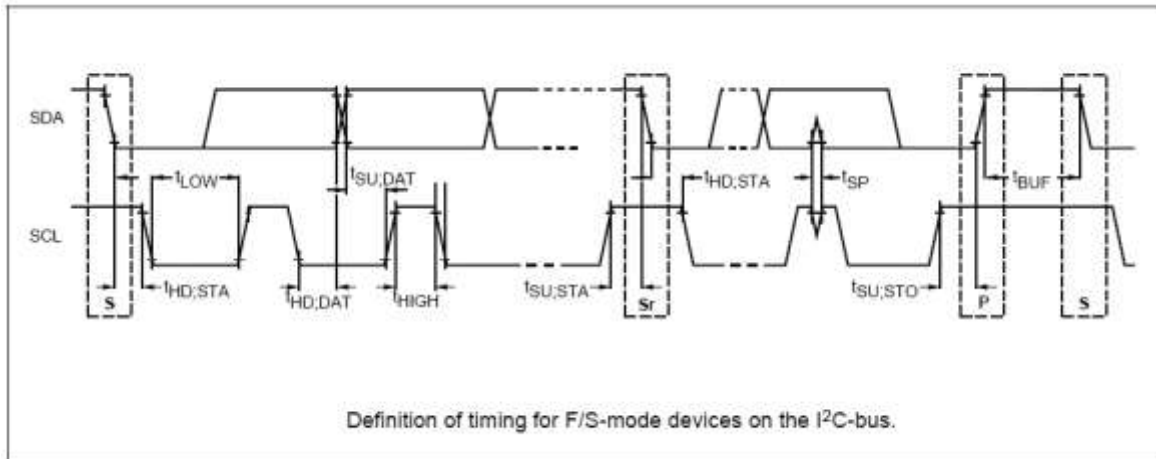 SDA
tLOW
tSU;DAT
tHD;STA
tSP
tBUF
SCL
S
tHD;STA
tHD;DAT
tHIGH
tSU;STA
Sr
tSU;STO
P
S
Definition of timing for F/S-mode devices on the I²C-bus.